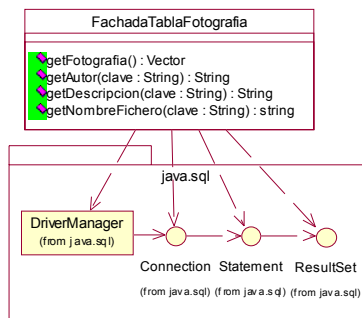 FachadaTablaFotografia
getFotografia() : Vector
getAutor(clave : String) : String
getDescripcion(clave : String) : String
getNombreFichero(clave : String) : string
java.sql
DriverManager
(from java.sql)
Connection Statement ResultSet
(from java.sql) (from java.sql) (from java.sql)